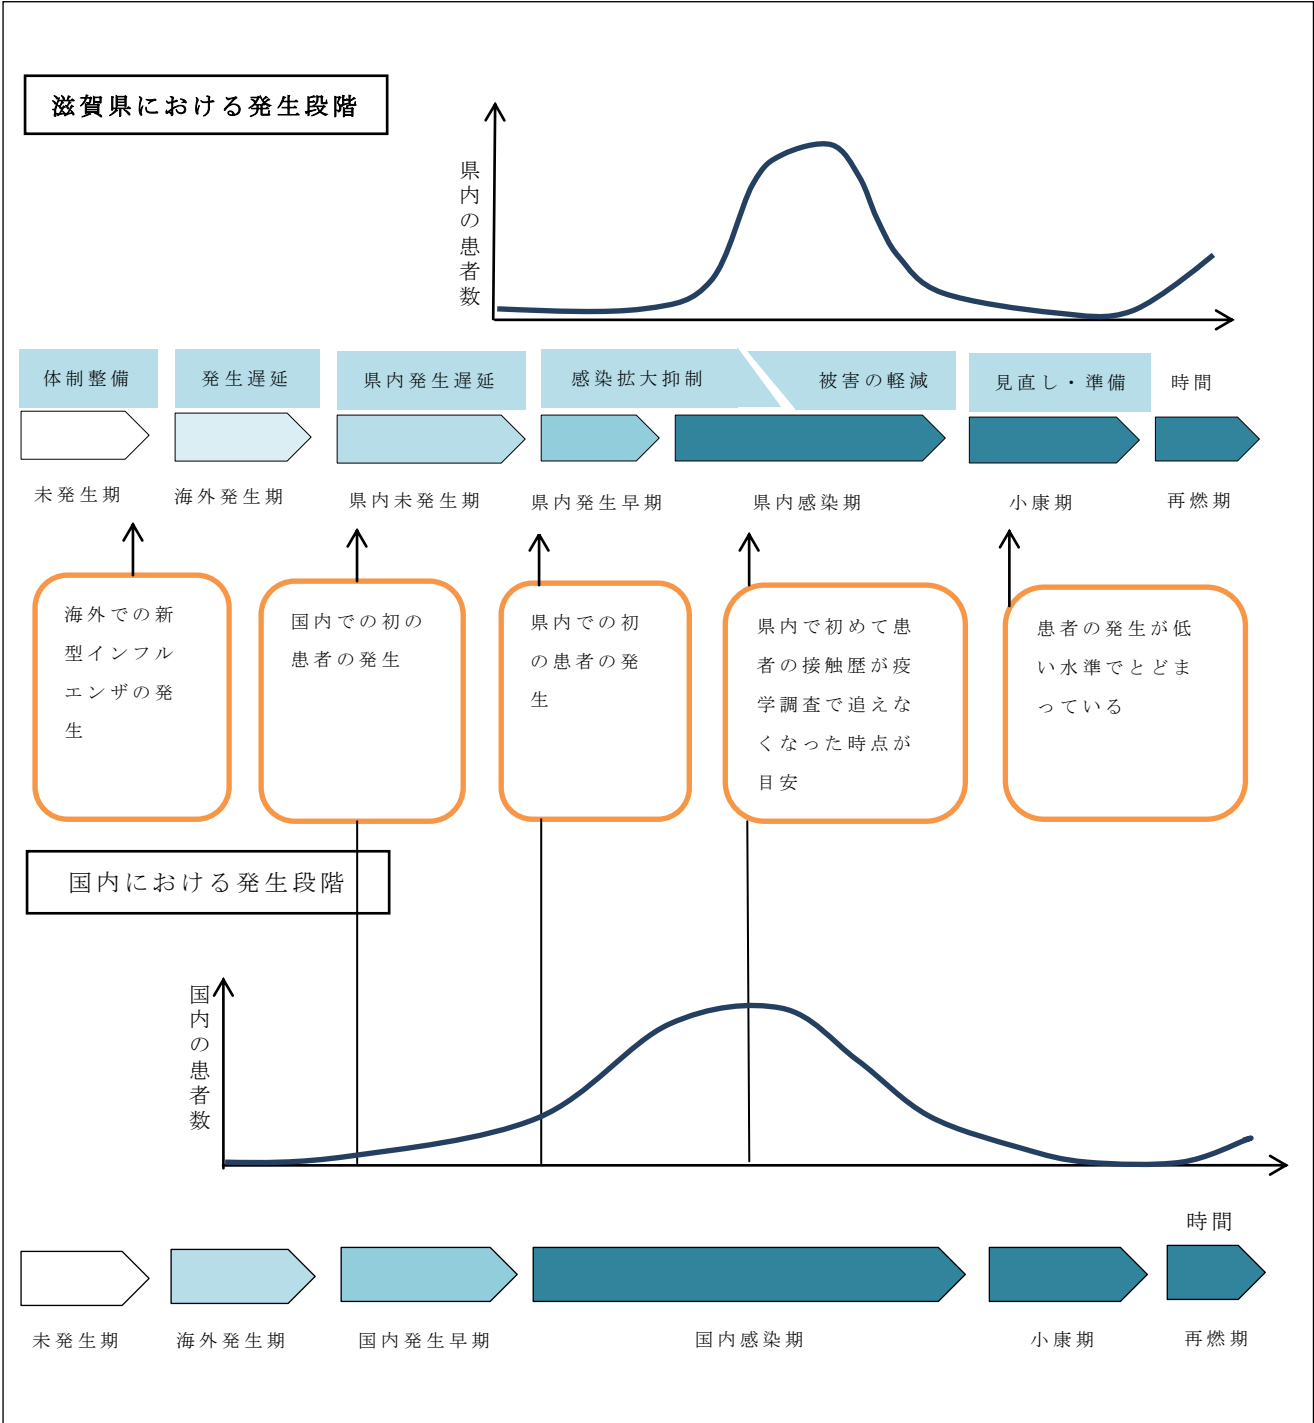 滋賀県における発生段階
県内の患者数
体制整備
発生遅延
県内発生遅延
感染拡大抑制
被害の軽減
見直し・準備
時間
未発生期
海外発生期
県内未発生期
県内発生早期
県内感染期
小康期
再燃期
海外での新
型インフル
エンザの発
生
国内での初の
患者の発生
県内での初
の患者の発
生
県内で初めて患
者の接触歴が疫
学調査で追えな
くなった時点が
目安
患者の発生が低
い水準でとどま
っている
国内における発生段階
国内の患者数
時間
未発生期
海外発生期
国内発生早期
国内感染期
小康期
再燃期